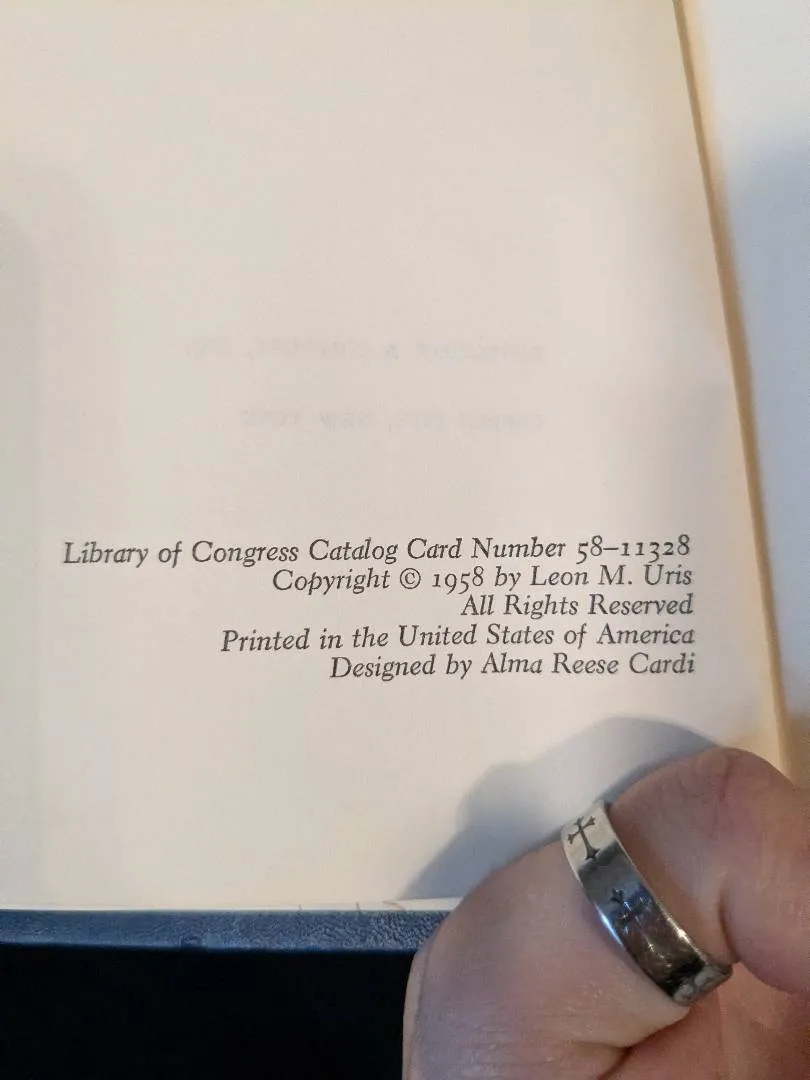 Library of Congress Catalog Card Number 58–11328
Copyright © 1958 by Leon M. Uris
All Rights Reserved
Printed in the United States of America
Designed by Alma Reese Cardi